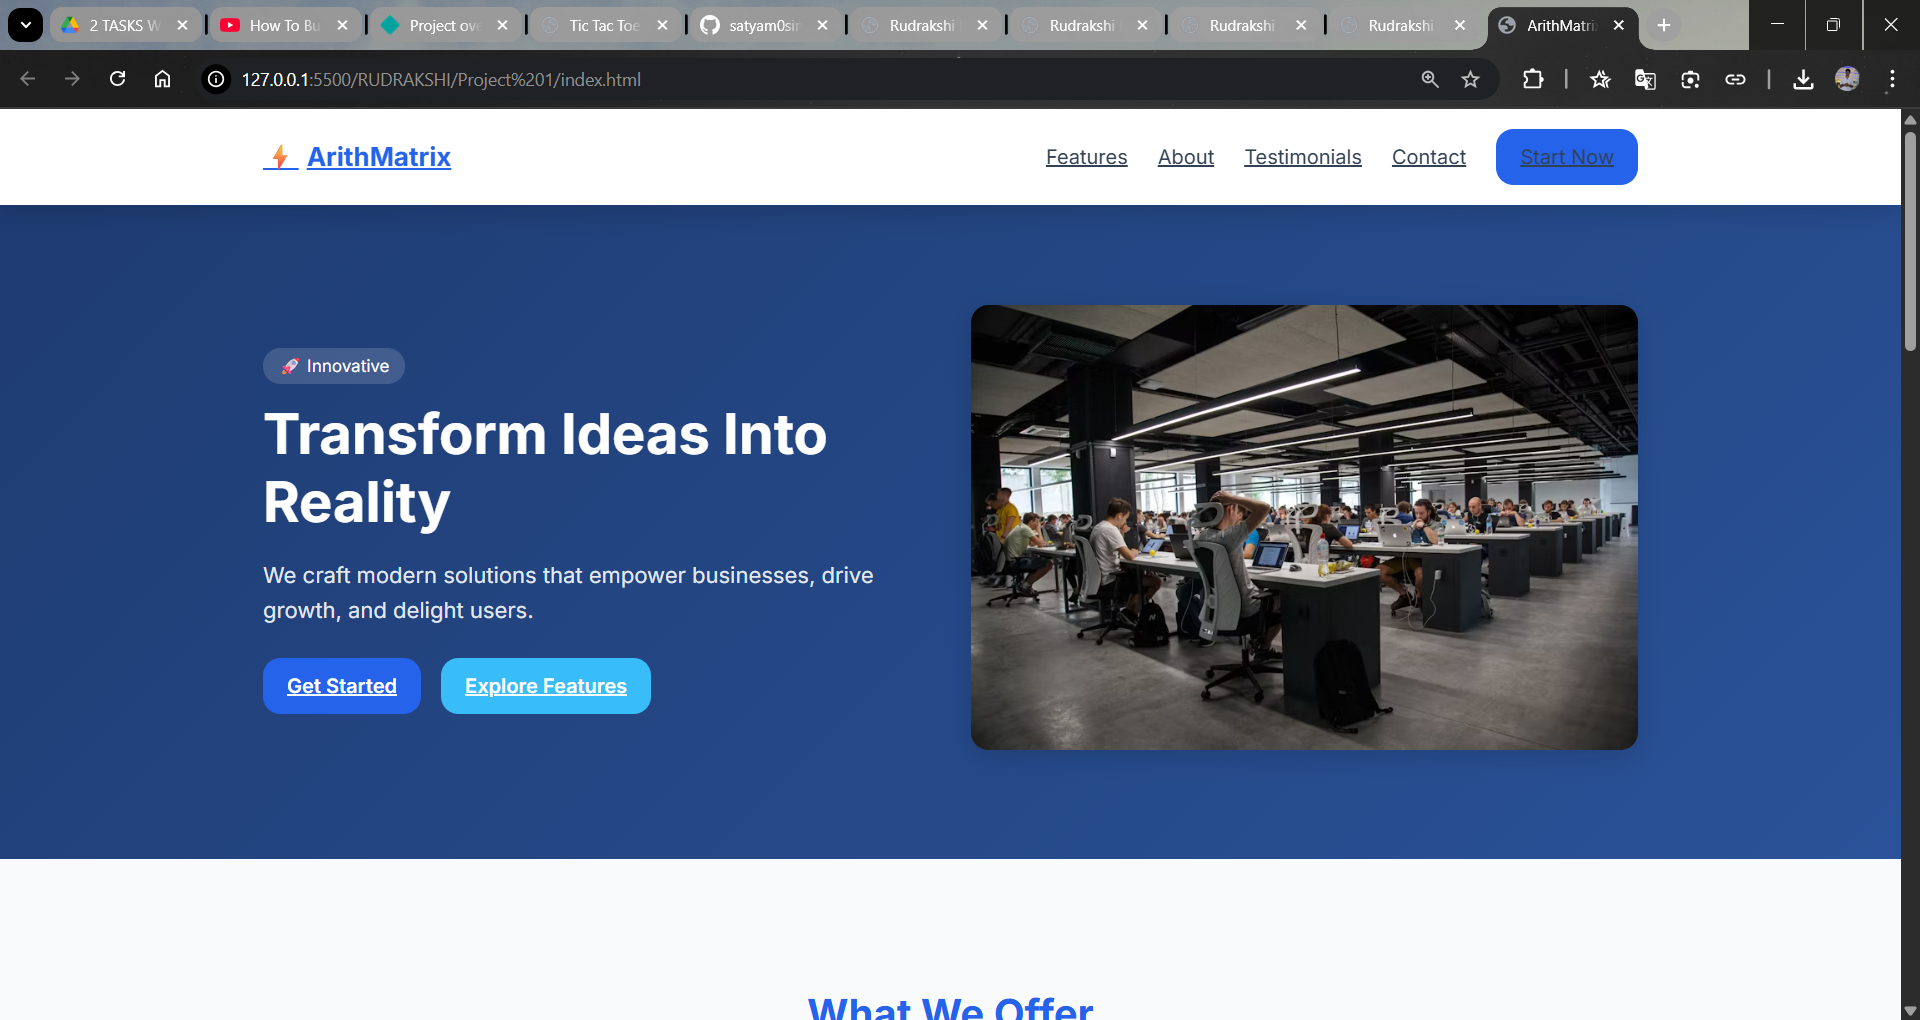 2 TASKS W
How To Bu
Project ove
Tic Tac Toe
satyam0sin
Rudrakshi
Rudrakshi
Rudrakshi
Rudrakshi
ArithMatri
127.0.0.1:5500/RUDRAKSHI/Project%201/index.html
⚡ ArithMatrix
Features
About
Testimonials
Contact
Start Now
🚀 Innovative
Transform Ideas Into
Reality
We craft modern solutions that empower businesses, drive
growth, and delight users.
Get Started
Explore Features
What We Offer